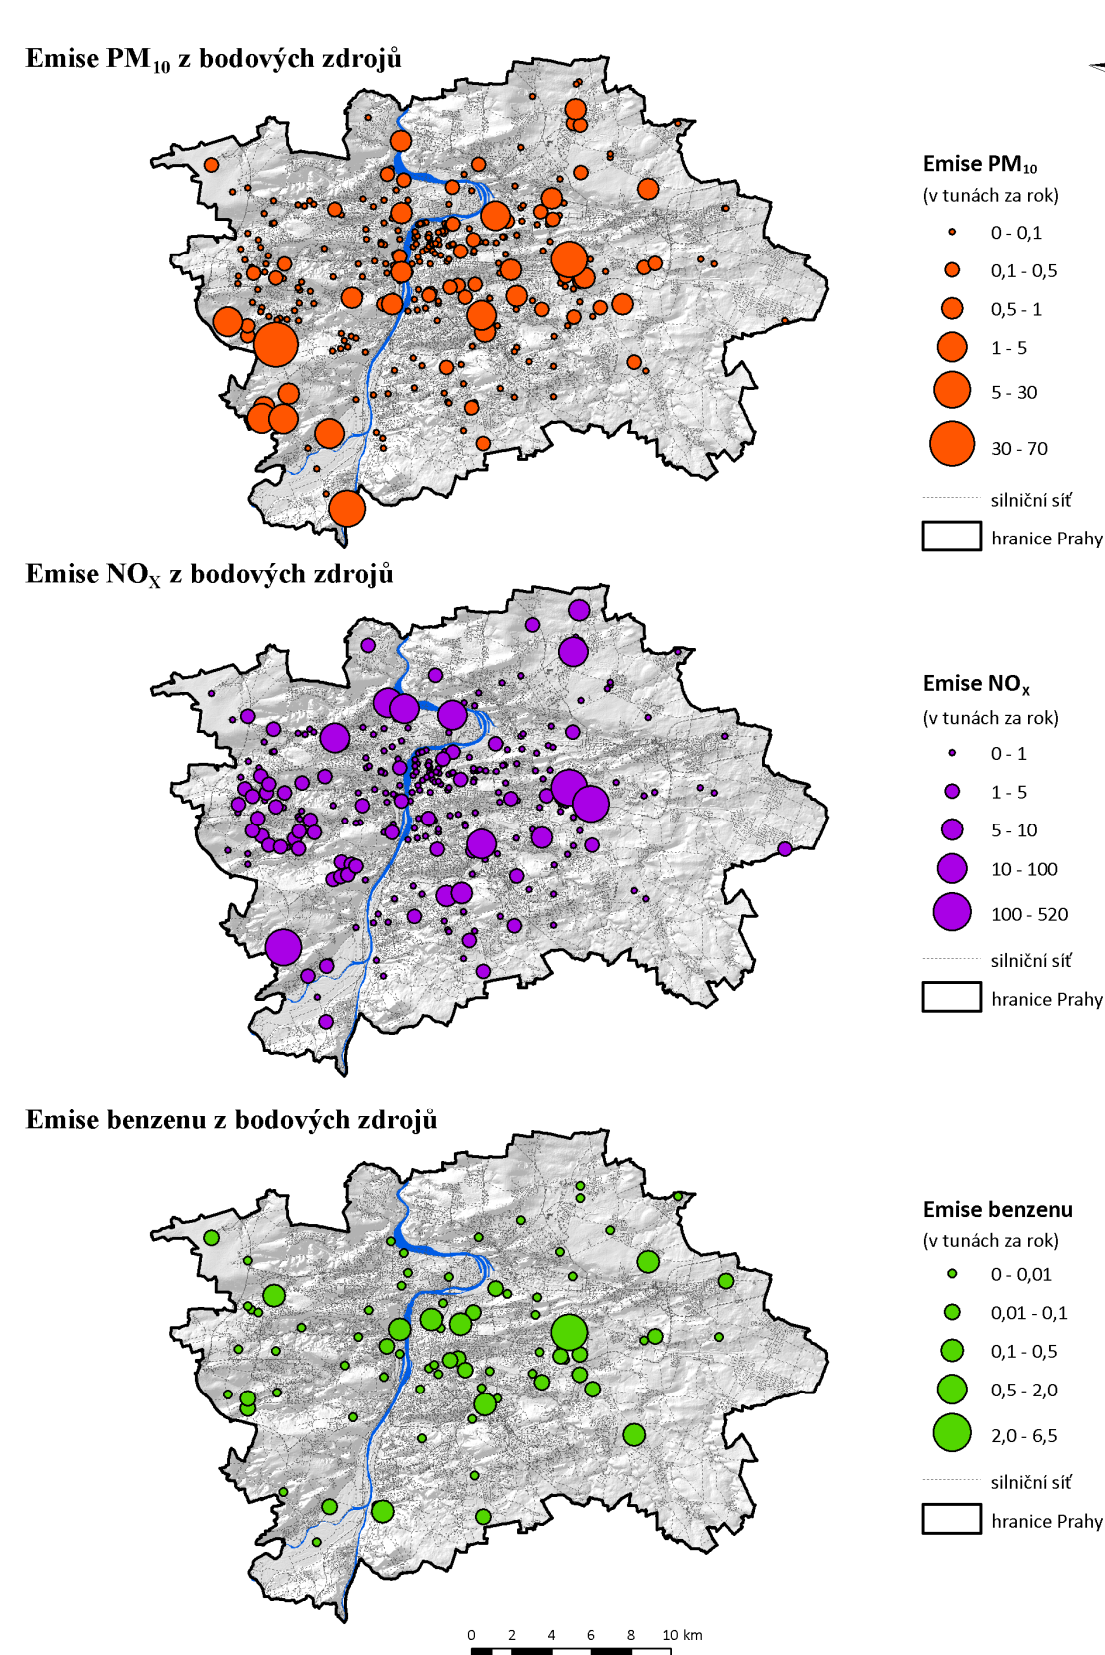 Emise PM10 z bodových zdrojů
Emise PM10
(v tunách za rok)
0 - 0,1
0,1 - 0,5
0,5 - 1
1 - 5
5 - 30
30 - 70
silniční síť
hranice Prahy
Emise NOX z bodových zdrojů
Emise NOx
(v tunách za rok)
0 - 1
1 - 5
5 - 10
10 - 100
100 - 520
silniční síť
hranice Prahy
Emise benzenu z bodových zdrojů
Emise benzenu
(v tunách za rok)
0 - 0,01
0,01 - 0,1
0,1 - 0,5
0,5 - 2,0
2,0 - 6,5
silniční síť
hranice Prahy
0 2 4 6 8 10 km